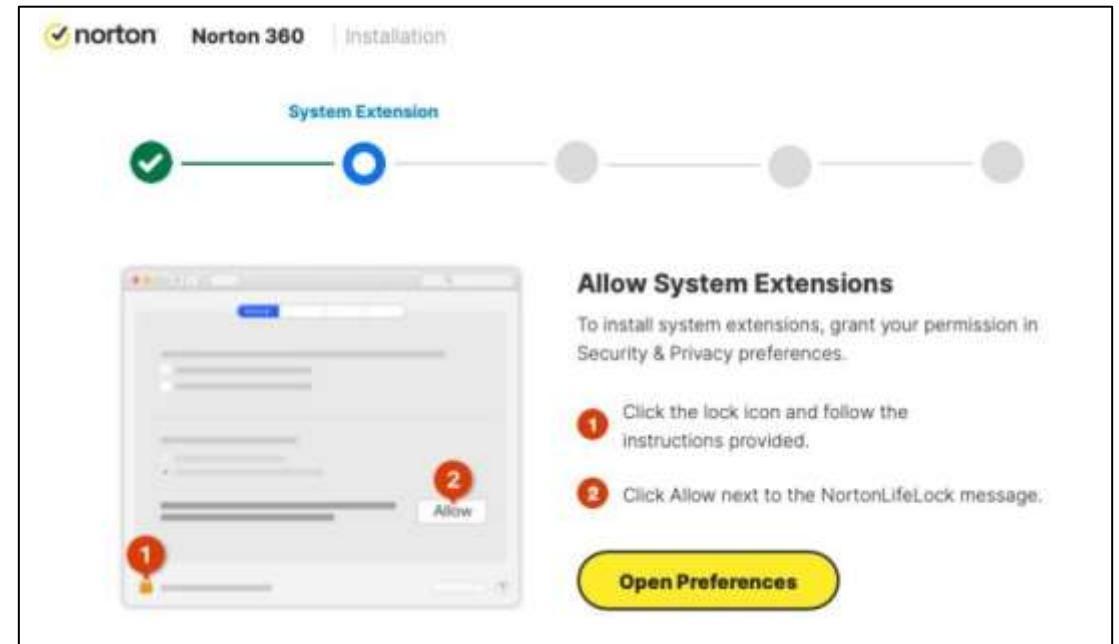 norton Norton 360 Installation
System Extension
Allow System Extensions
To install system extensions, grant your permission in
Security & Privacy preferences.
1 Click the lock icon and follow the
instructions provided.
2 Click Allow next to the NortonLifeLock message.
2
Allow
1
Open Preferences